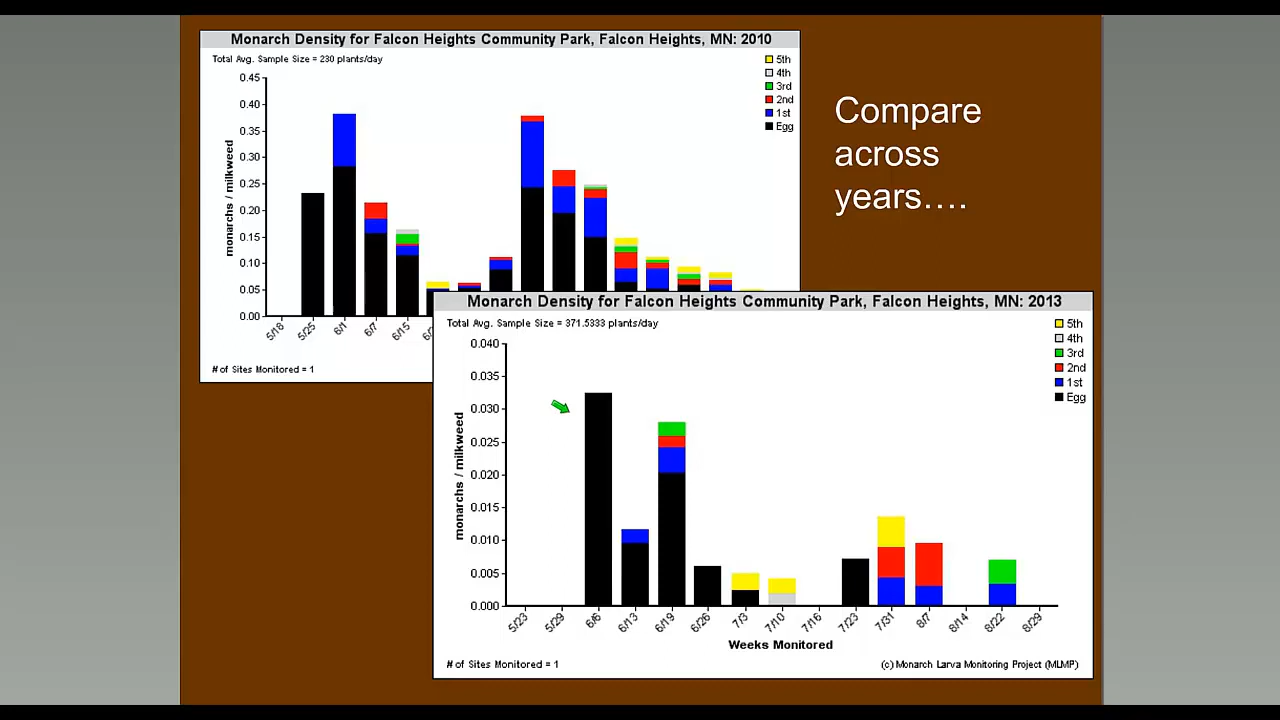 Monarch Density for Falcon Heights Community Park, Falcon Heights, MN: 2010
Total Avg. Sample Size = 230 plants/day
5th
4th
3rd
2nd
1st
Egg
monarchs / milkweed
0.45
0.40
0.35
0.30
0.25
0.20
0.15
0.10
0.05
0.00
5/18
5/25
6/1
6/7
6/15
# of Sites Monitored = 1
Compare
across
years….
Monarch Density for Falcon Heights Community Park, Falcon Heights, MN: 2013
Total Avg. Sample Size = 371.5333 plants/day
5th
4th
3rd
2nd
1st
Egg
monarchs / milkweed
0.040
0.035
0.030
0.025
0.020
0.015
0.010
0.005
0.000
5/23
5/29
6/6
6/13
6/19
6/26
7/3
7/10
7/16
7/23
7/31
8/7
8/14
8/22
8/29
Weeks Monitored
# of Sites Monitored = 1
(c) Monarch Larva Monitoring Project (MLMP)